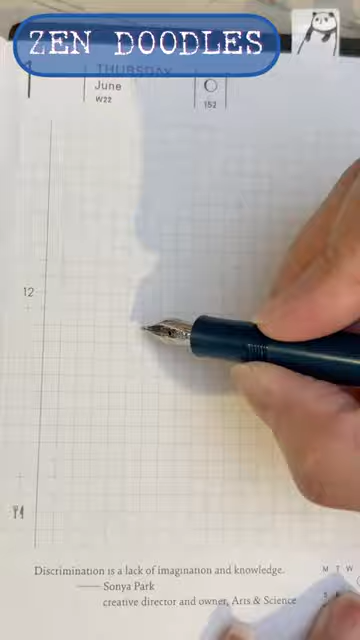 ZEN DOODLES
1
THURSDAY
June
W22
152
12
Discrimination is a lack of imagination and knowledge.
—— Sonya Park
creative director and owner, Arts & Science
M T W
S